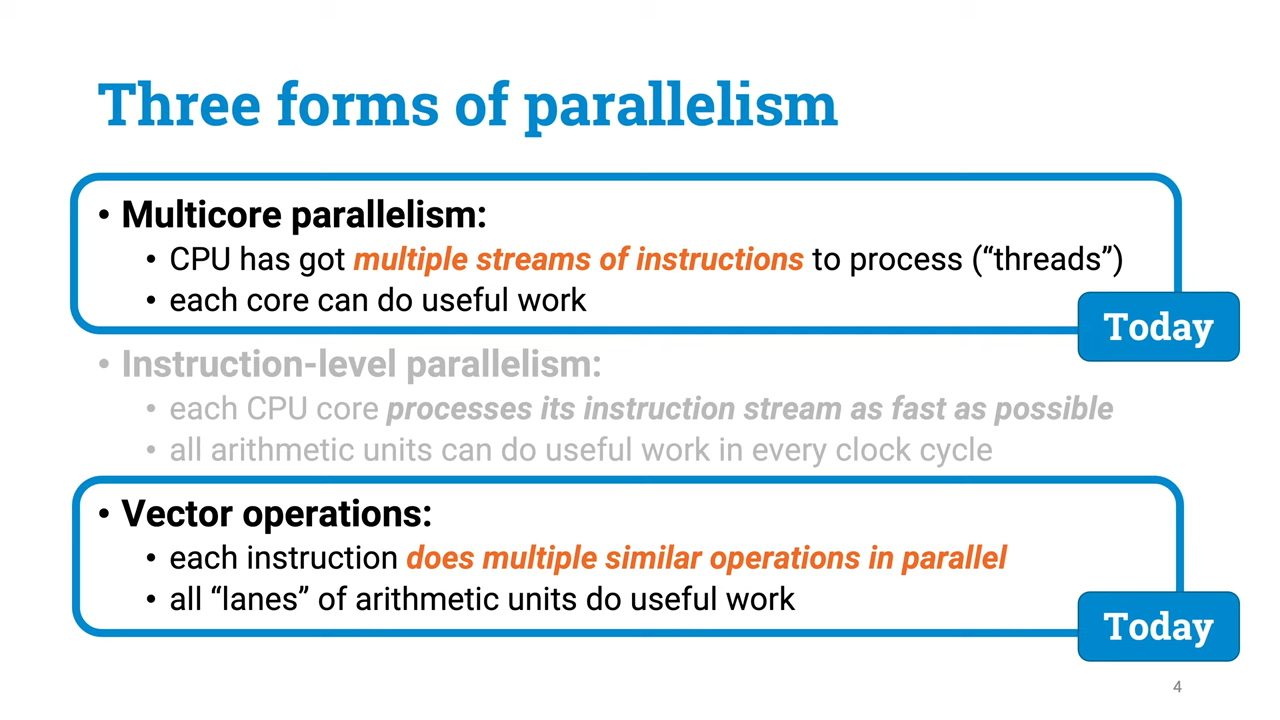 Three forms of parallelism
• Multicore parallelism:
• CPU has got multiple streams of instructions to process (“threads”)
• each core can do useful work
Today
• Instruction-level parallelism:
• each CPU core processes its instruction stream as fast as possible
• all arithmetic units can do useful work in every clock cycle
• Vector operations:
• each instruction does multiple similar operations in parallel
• all “lanes” of arithmetic units do useful work
Today
4